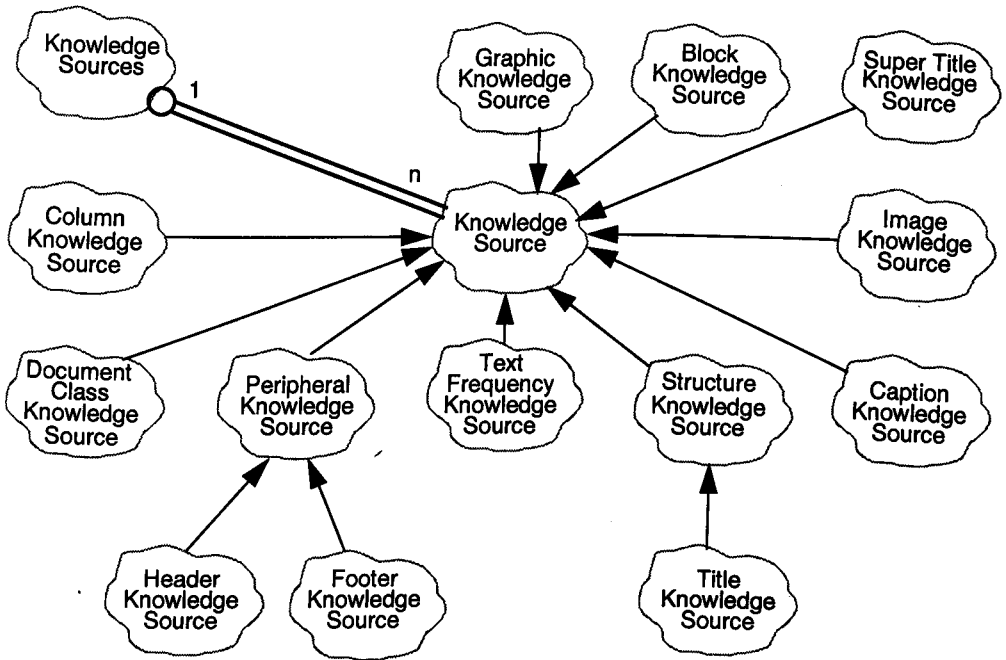 Knowledge
Sources
1
n
Graphic
Knowledge
Source
Block
Knowledge
Source
Super Title
Knowledge
Source
Column
Knowledge
Source
Knowledge
Source
Image
Knowledge
Source
Document
Class
Knowledge
Source
Peripheral
Knowledge
Source
Text
Frequency
Knowledge
Source
Structure
Knowledge
Source
Caption
Knowledge
Source
Header
Knowledge
Source
Footer
Knowledge
Source
Title
Knowledge
Source